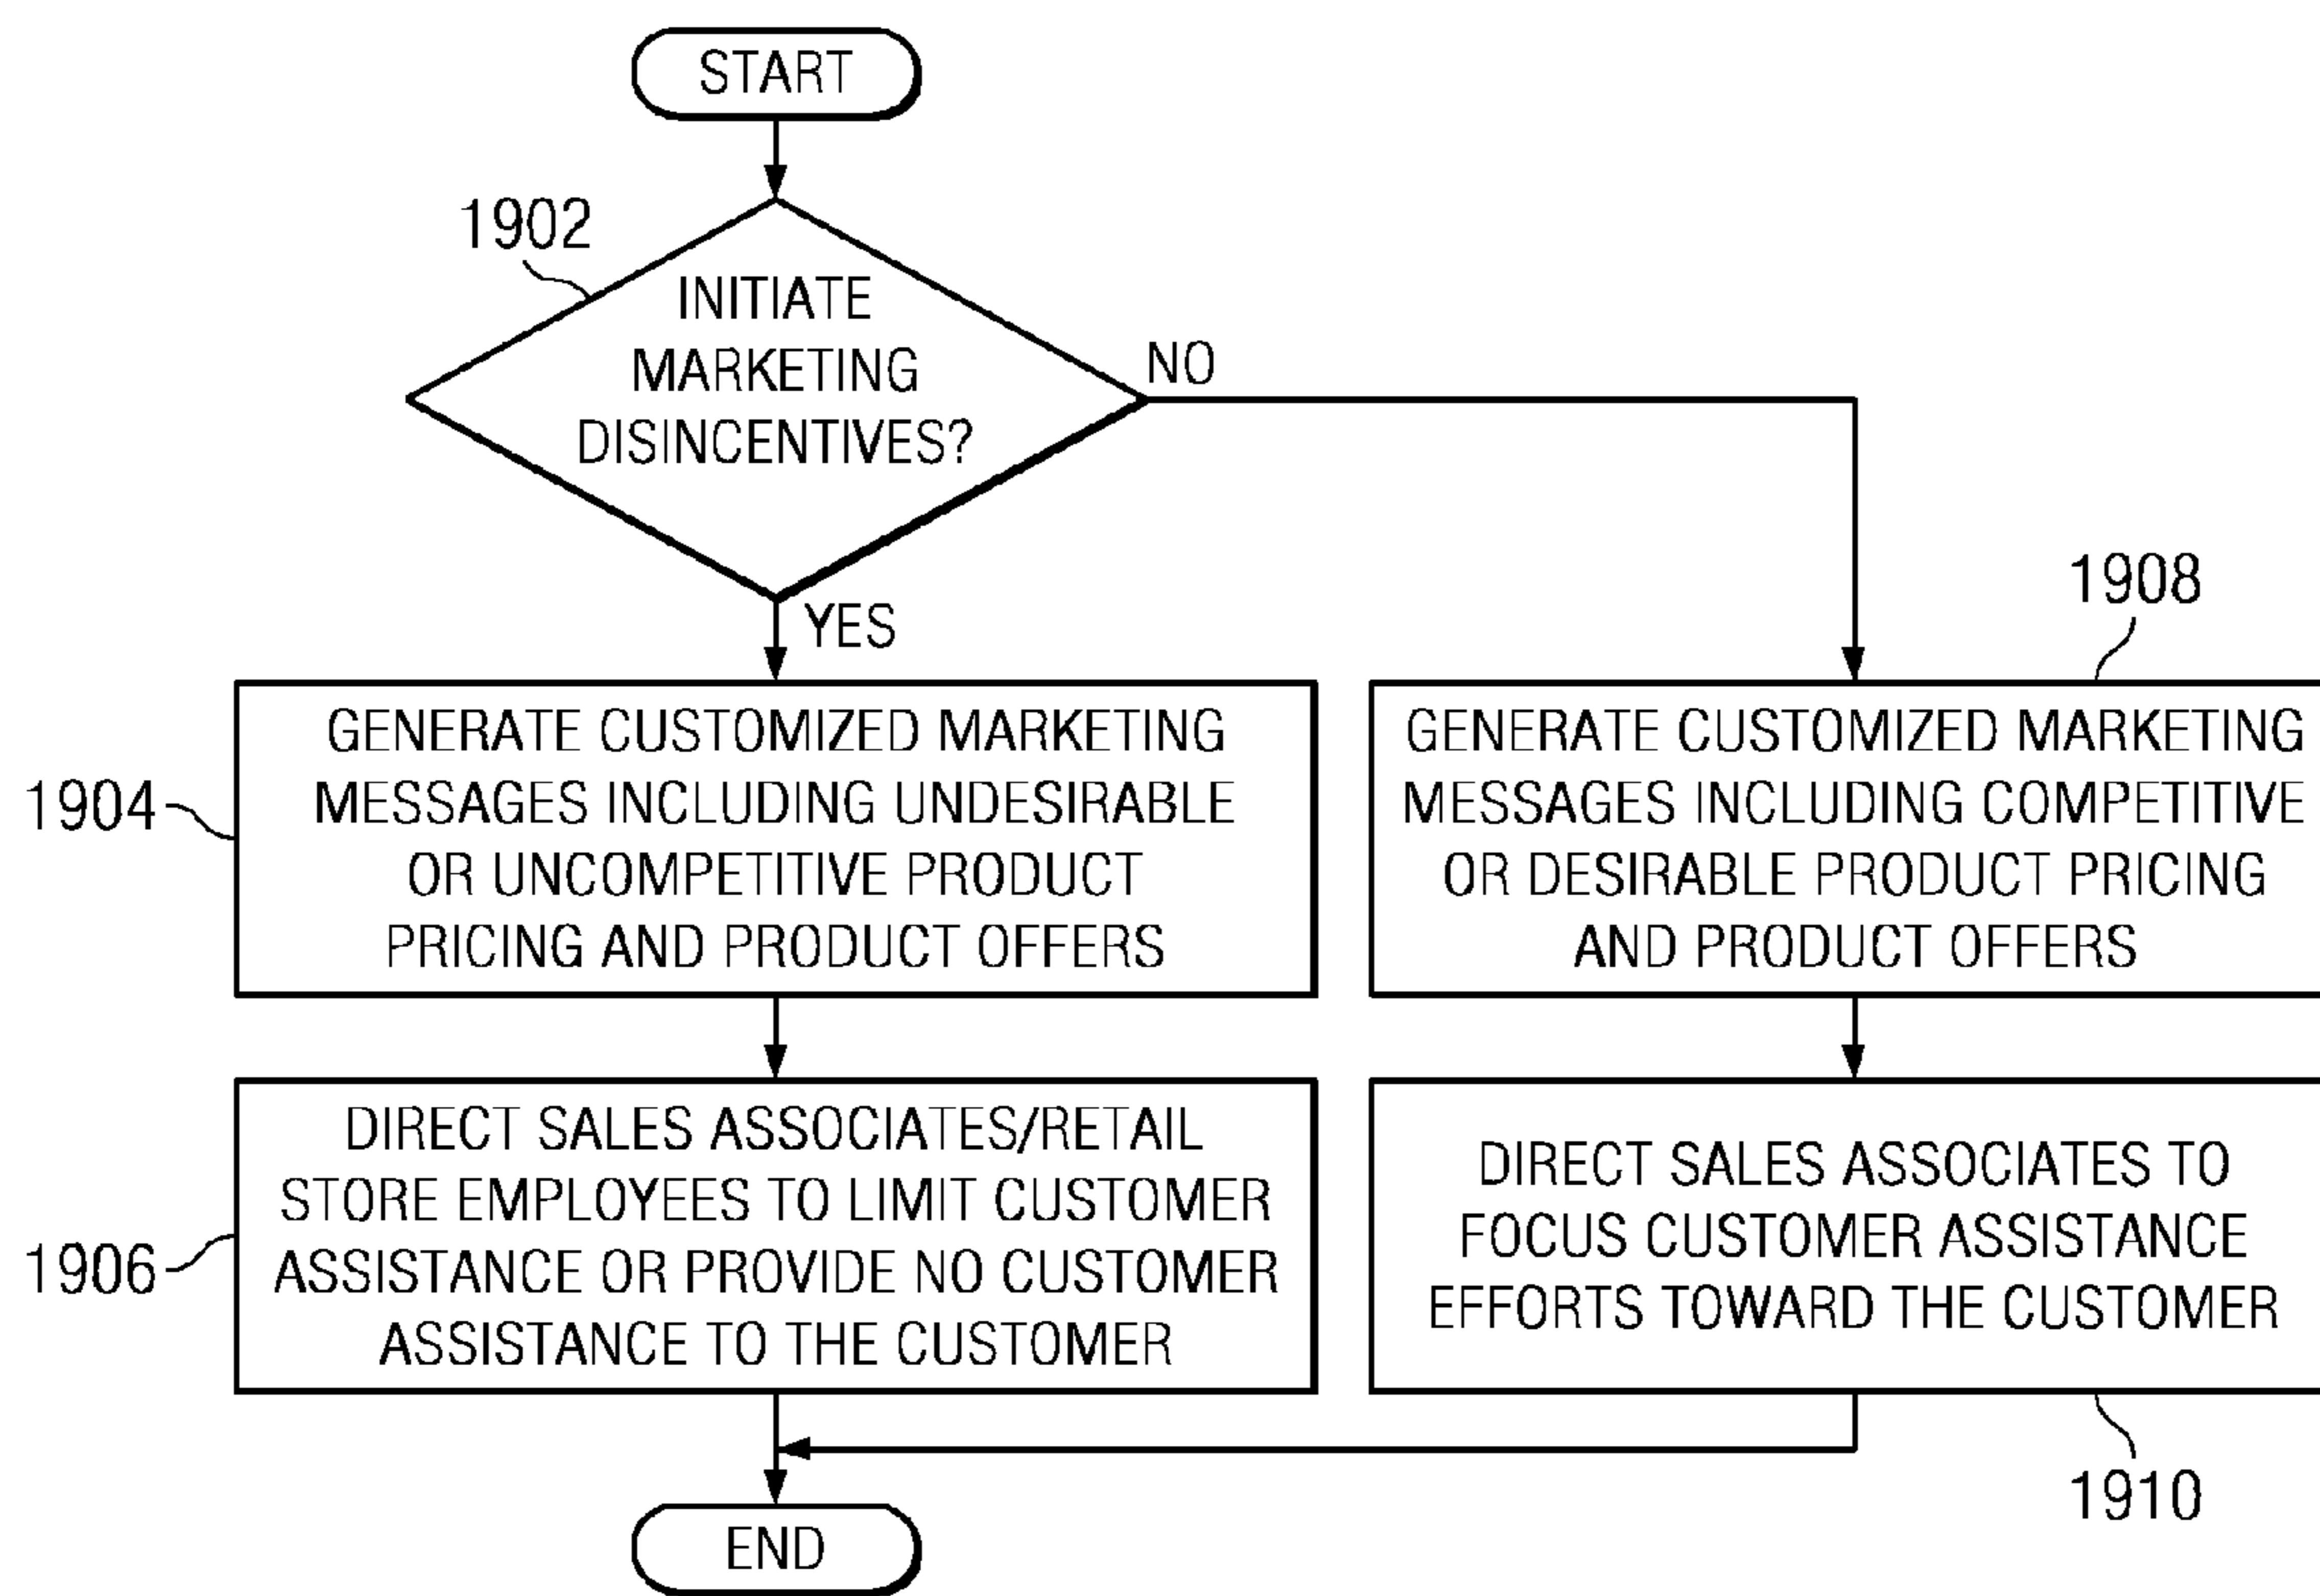 START
1902
INITIATE
MARKETING
DISINCENTIVES?
NO
YES
1904
GENERATE CUSTOMIZED MARKETING
MESSAGES INCLUDING UNDESIRABLE
OR UNCOMPETITIVE PRODUCT
PRICING AND PRODUCT OFFERS
1908
GENERATE CUSTOMIZED MARKETING
MESSAGES INCLUDING COMPETITIVE
OR DESIRABLE PRODUCT PRICING
AND PRODUCT OFFERS
1906
DIRECT SALES ASSOCIATES/RETAIL
STORE EMPLOYEES TO LIMIT CUSTOMER
ASSISTANCE OR PROVIDE NO CUSTOMER
ASSISTANCE TO THE CUSTOMER
DIRECT SALES ASSOCIATES TO
FOCUS CUSTOMER ASSISTANCE
EFFORTS TOWARD THE CUSTOMER
1910
END